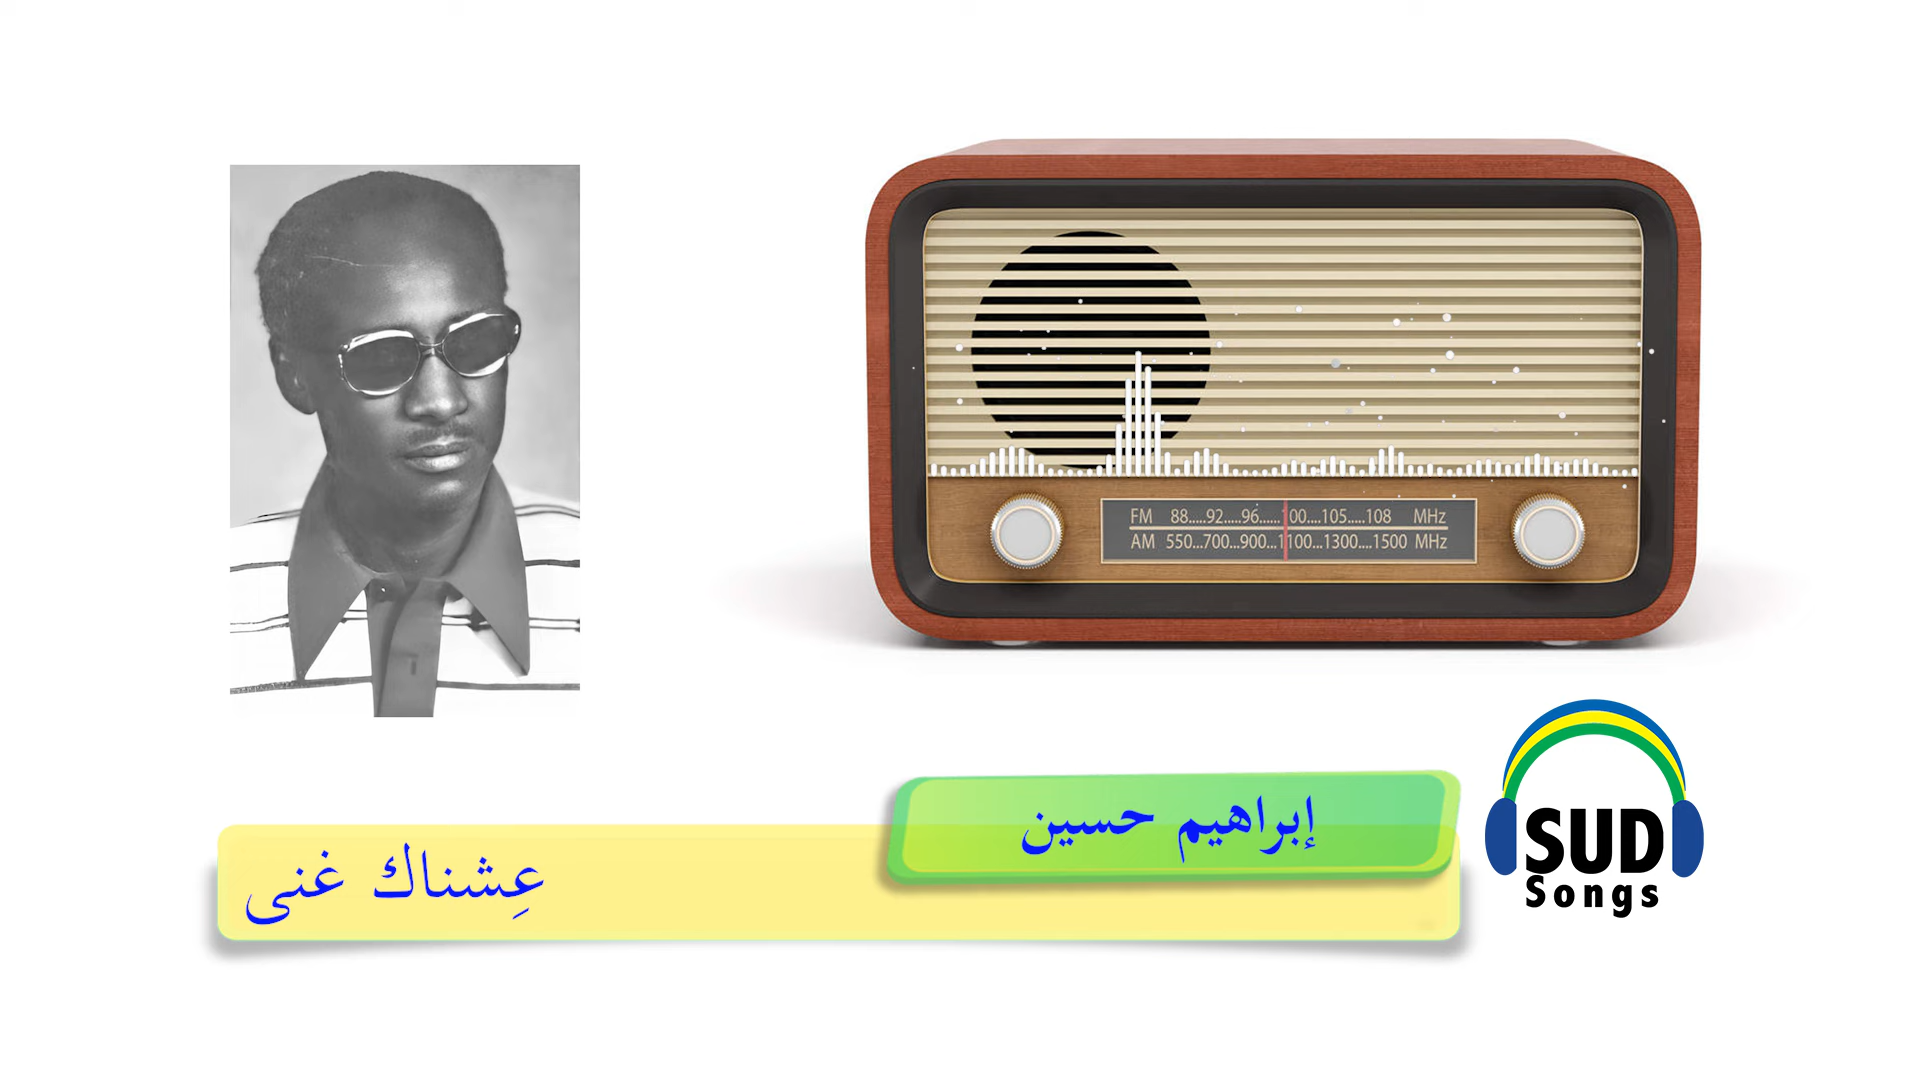 FM 88.....92.....96......100....105.....108 MHz
AM 550...700...900...1100...1300....1500 MHz
إبراهيم حسين
عِشناك غنى
SUD
Songs